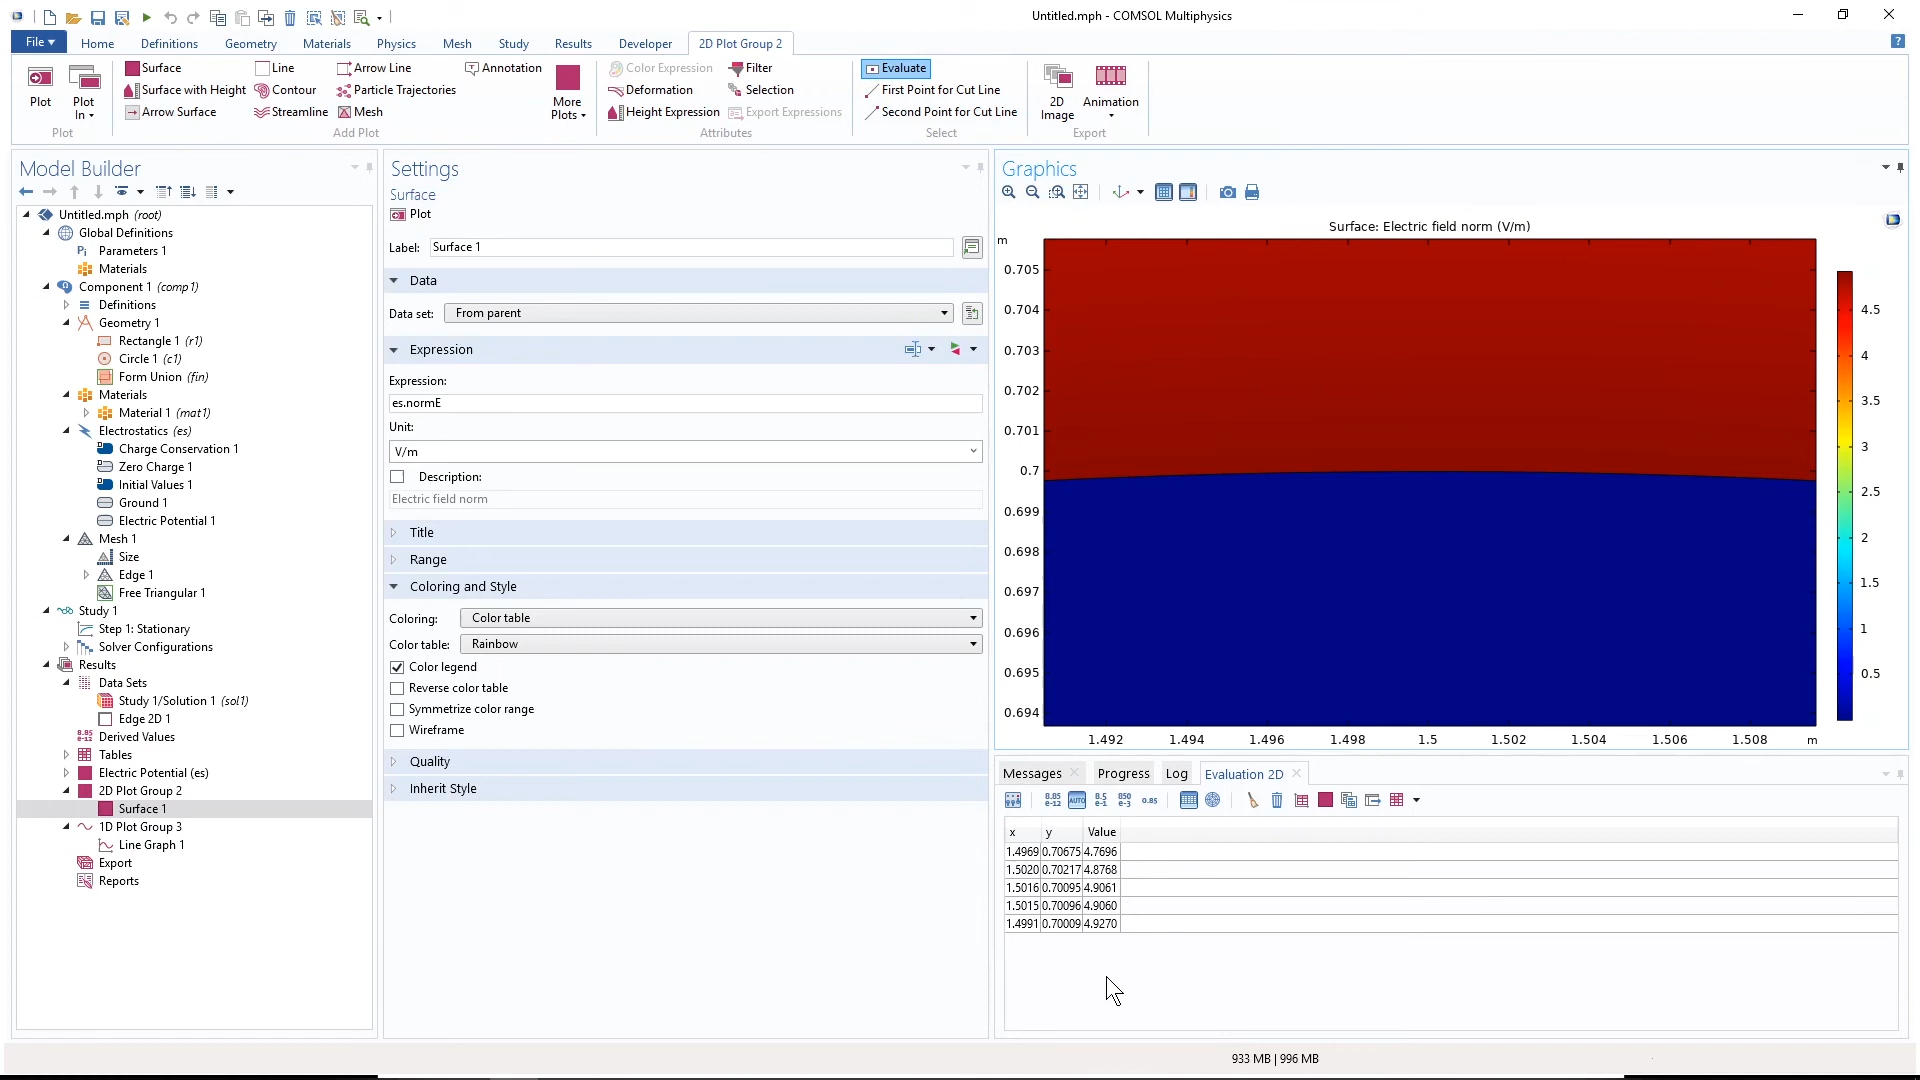 Untitled.mph - COMSOL Multiphysics
File Home Definitions Geometry Materials Physics Mesh Study Results Developer 2D Plot Group 2
Plot
Plot In
Plot
Surface Line Arrow Line Annotation
Surface with Height Contour Particle Trajectories
Arrow Surface Streamline Mesh
More Plots
Add Plot
Color Expression Filter
Deformation Selection
Height Expression Export Expressions
Attributes
Evaluate
First Point for Cut Line
Second Point for Cut Line
Select
2D Image
Animation
Export
Model Builder
Untitled.mph (root)
Global Definitions
Pi Parameters 1
Materials
Component 1 (comp1)
Definitions
Geometry 1
Rectangle 1 (r1)
Circle 1 (c1)
Form Union (fin)
Materials
Material 1 (mat1)
Electrostatics (es)
Charge Conservation 1
Zero Charge 1
Initial Values 1
Ground 1
Electric Potential 1
Mesh 1
Size
Edge 1
Free Triangular 1
Study 1
Step 1: Stationary
Solver Configurations
Results
Data Sets
Study 1/Solution 1 (sol1)
Edge 2D 1
8.85 e-12 Derived Values
Tables
Electric Potential (es)
2D Plot Group 2
Surface 1
1D Plot Group 3
Line Graph 1
Export
Reports
Settings
Surface
Plot
Label: Surface 1
Data
Data set: From parent
Expression
Expression:
es.normE
Unit:
V/m
Description:
Electric field norm
Title
Range
Coloring and Style
Coloring: Color table
Color table: Rainbow
Color legend
Reverse color table
Symmetrize color range
Wireframe
Quality
Inherit Style
Graphics
Surface: Electric field norm (V/m)
m
0.705
0.704
0.703
0.702
0.701
0.7
0.699
0.698
0.697
0.696
0.695
0.694
1.492 1.494 1.496 1.498 1.5 1.502 1.504 1.506 1.508 m
4.5
4
3.5
3
2.5
2
1.5
1
0.5
Messages Progress Log Evaluation 2D
8.85 e-12 AUTO 8.5 e-1 850 e-3 0.85
x y Value
1.4969 0.70675 4.7696
1.5020 0.70217 4.8768
1.5016 0.70095 4.9061
1.5015 0.70096 4.9060
1.4991 0.70009 4.9270
933 MB | 996 MB